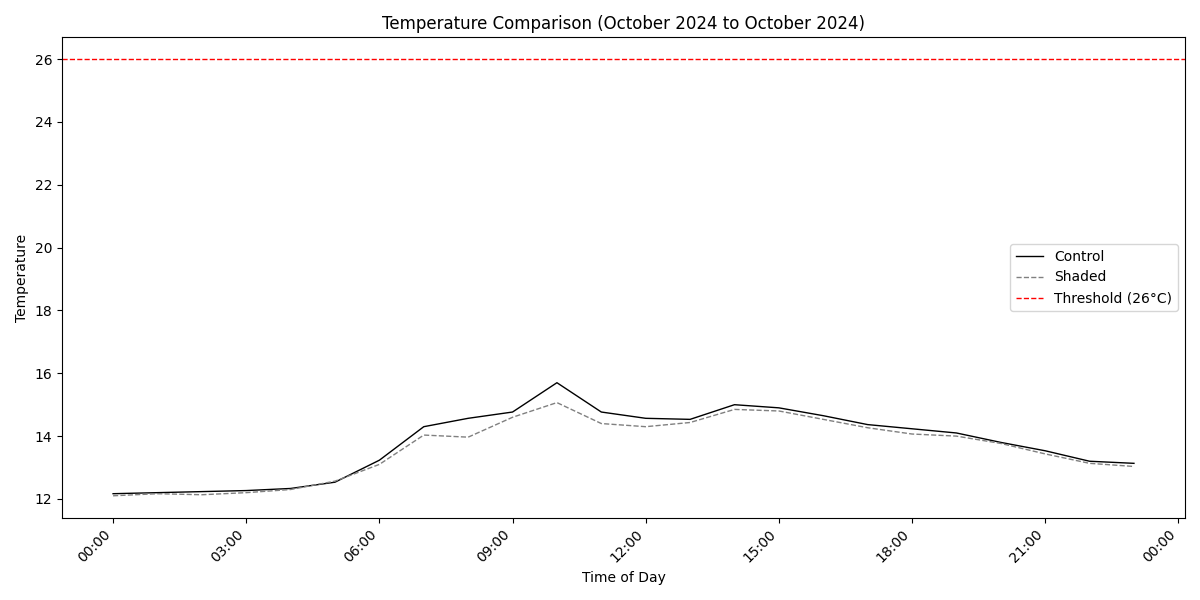 Temperature Comparison (October 2024 to October 2024)
26
24
22
20
18
16
14
12
Temperature
Control
Shaded
Threshold (26°C)
00:00
03:00
06:00
09:00
12:00
15:00
18:00
21:00
00:00
Time of Day